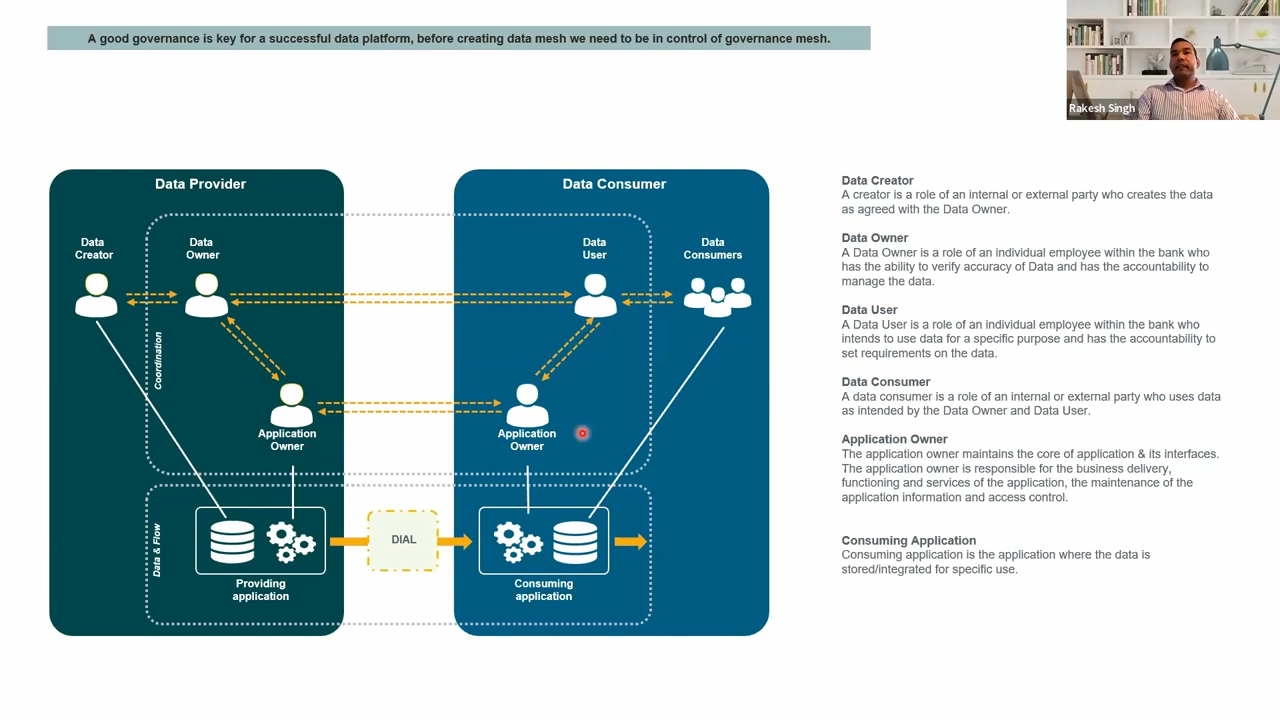 A good governance is key for a successful data platform, before creating data mesh we need to be in control of governance mesh.
Rakesh Singh
Data Provider
Data Consumer
Data
Creator
Data
Owner
Data
User
Data
Consumers
Coordination
Application
Owner
Application
Owner
Data & Flow
DIAL
Providing
application
Consuming
application
Data Creator
A creator is a role of an internal or external party who creates the data
as agreed with the Data Owner.
Data Owner
A Data Owner is a role of an individual employee within the bank who
has the ability to verify accuracy of Data and has the accountability to
manage the data.
Data User
A Data User is a role of an individual employee within the bank who
intends to use data for a specific purpose and has the accountability to
set requirements on the data.
Data Consumer
A data consumer is a role of an internal or external party who uses data
as intended by the Data Owner and Data User.
Application Owner
The application owner maintains the core of application & its interfaces.
The application owner is responsible for the business delivery,
functioning and services of the application, the maintenance of the
application information and access control.
Consuming Application
Consuming application is the application where the data is
stored/integrated for specific use.